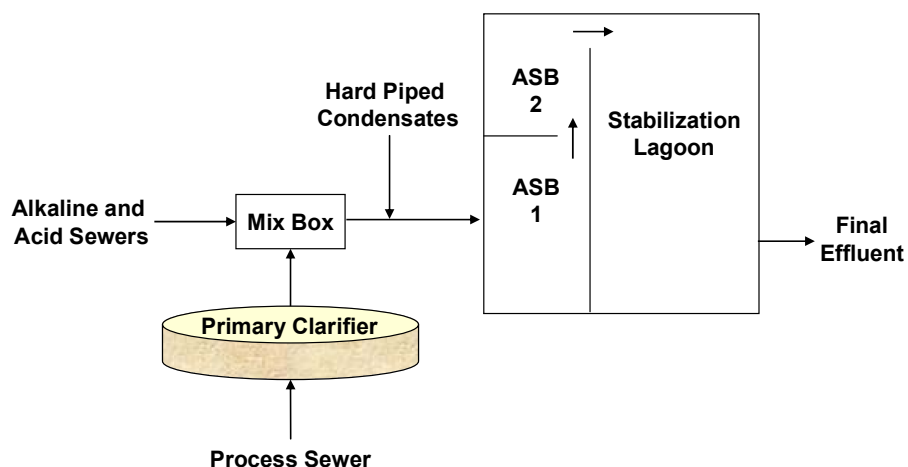 ASB
2
Hard Piped
Condensates
Stabilization
Lagoon
ASB
1
Alkaline and
Acid Sewers
Mix Box
Final
Effluent
Primary Clarifier
Process Sewer